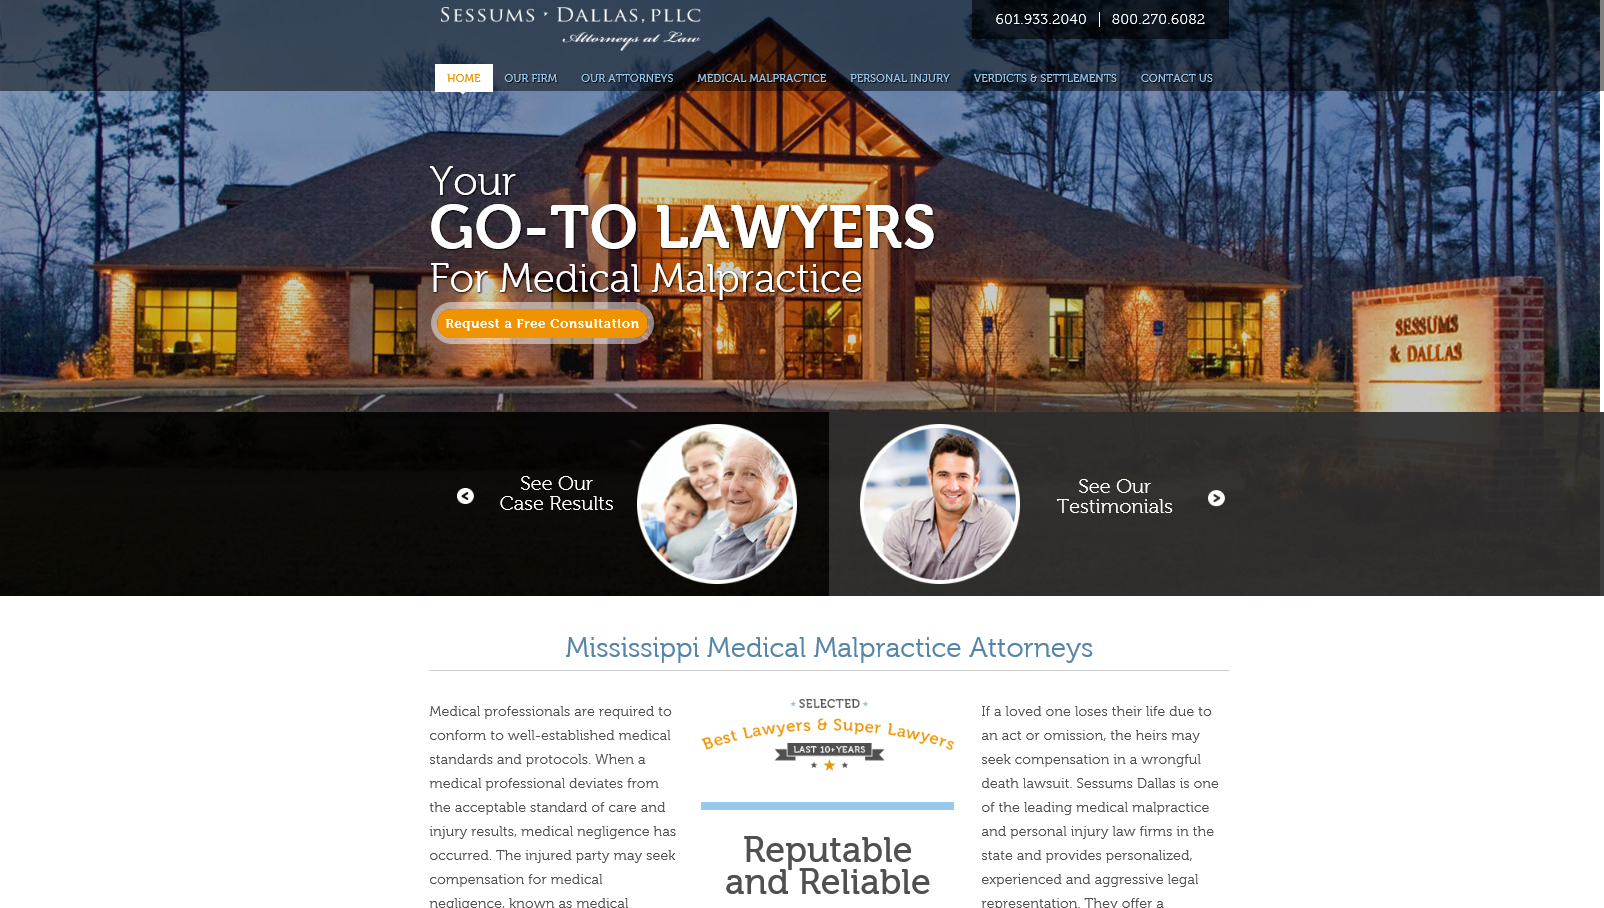 SESSUMS · DALLAS, PLLC
Attorneys at Law
601.933.2040 | 800.270.6082
HOME OUR FIRM OUR ATTORNEYS MEDICAL MALPRACTICE PERSONAL INJURY VERDICTS & SETTLEMENTS CONTACT US
Your
GO-TO LAWYERS
For Medical Malpractice
Request a Free Consultation
SESSUMS
& DALLAS
See Our
Case Results
See Our
Testimonials
Mississippi Medical Malpractice Attorneys
Medical professionals are required to
conform to well-established medical
standards and protocols. When a
medical professional deviates from
the acceptable standard of care and
injury results, medical negligence has
occurred. The injured party may seek
compensation for medical
negligence, known as medical
SELECTED
Best Lawyers & Super Lawyers
LAST 10+YEARS
Reputable
and Reliable
If a loved one loses their life due to
an act or omission, the heirs may
seek compensation in a wrongful
death lawsuit. Sessums Dallas is one
of the leading medical malpractice
and personal injury law firms in the
state and provides personalized,
experienced and aggressive legal
representation. They offer a